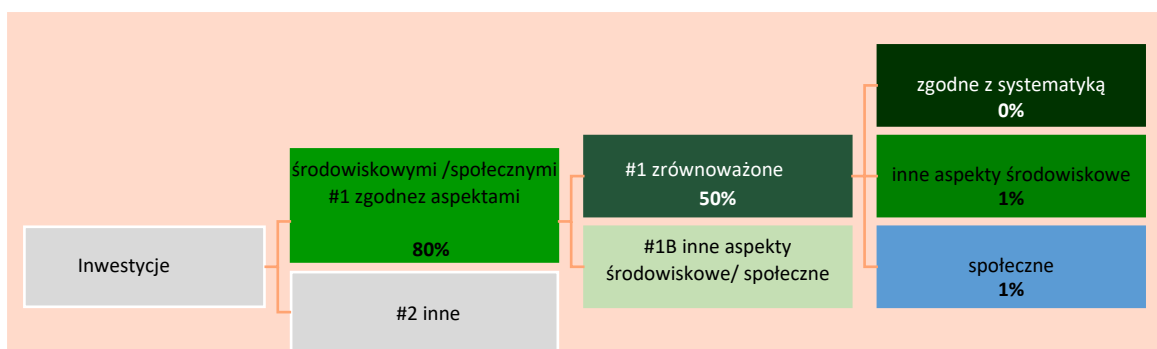 Inwestycje
środowiskowymi /społecznymi
#1 zgodnez aspektami
80%
#2 inne
#1 zrównoważone
50%
#1B inne aspekty
środowiskowe/ społeczne
zgodne z systematyką
0%
inne aspekty środowiskowe
1%
społeczne
1%